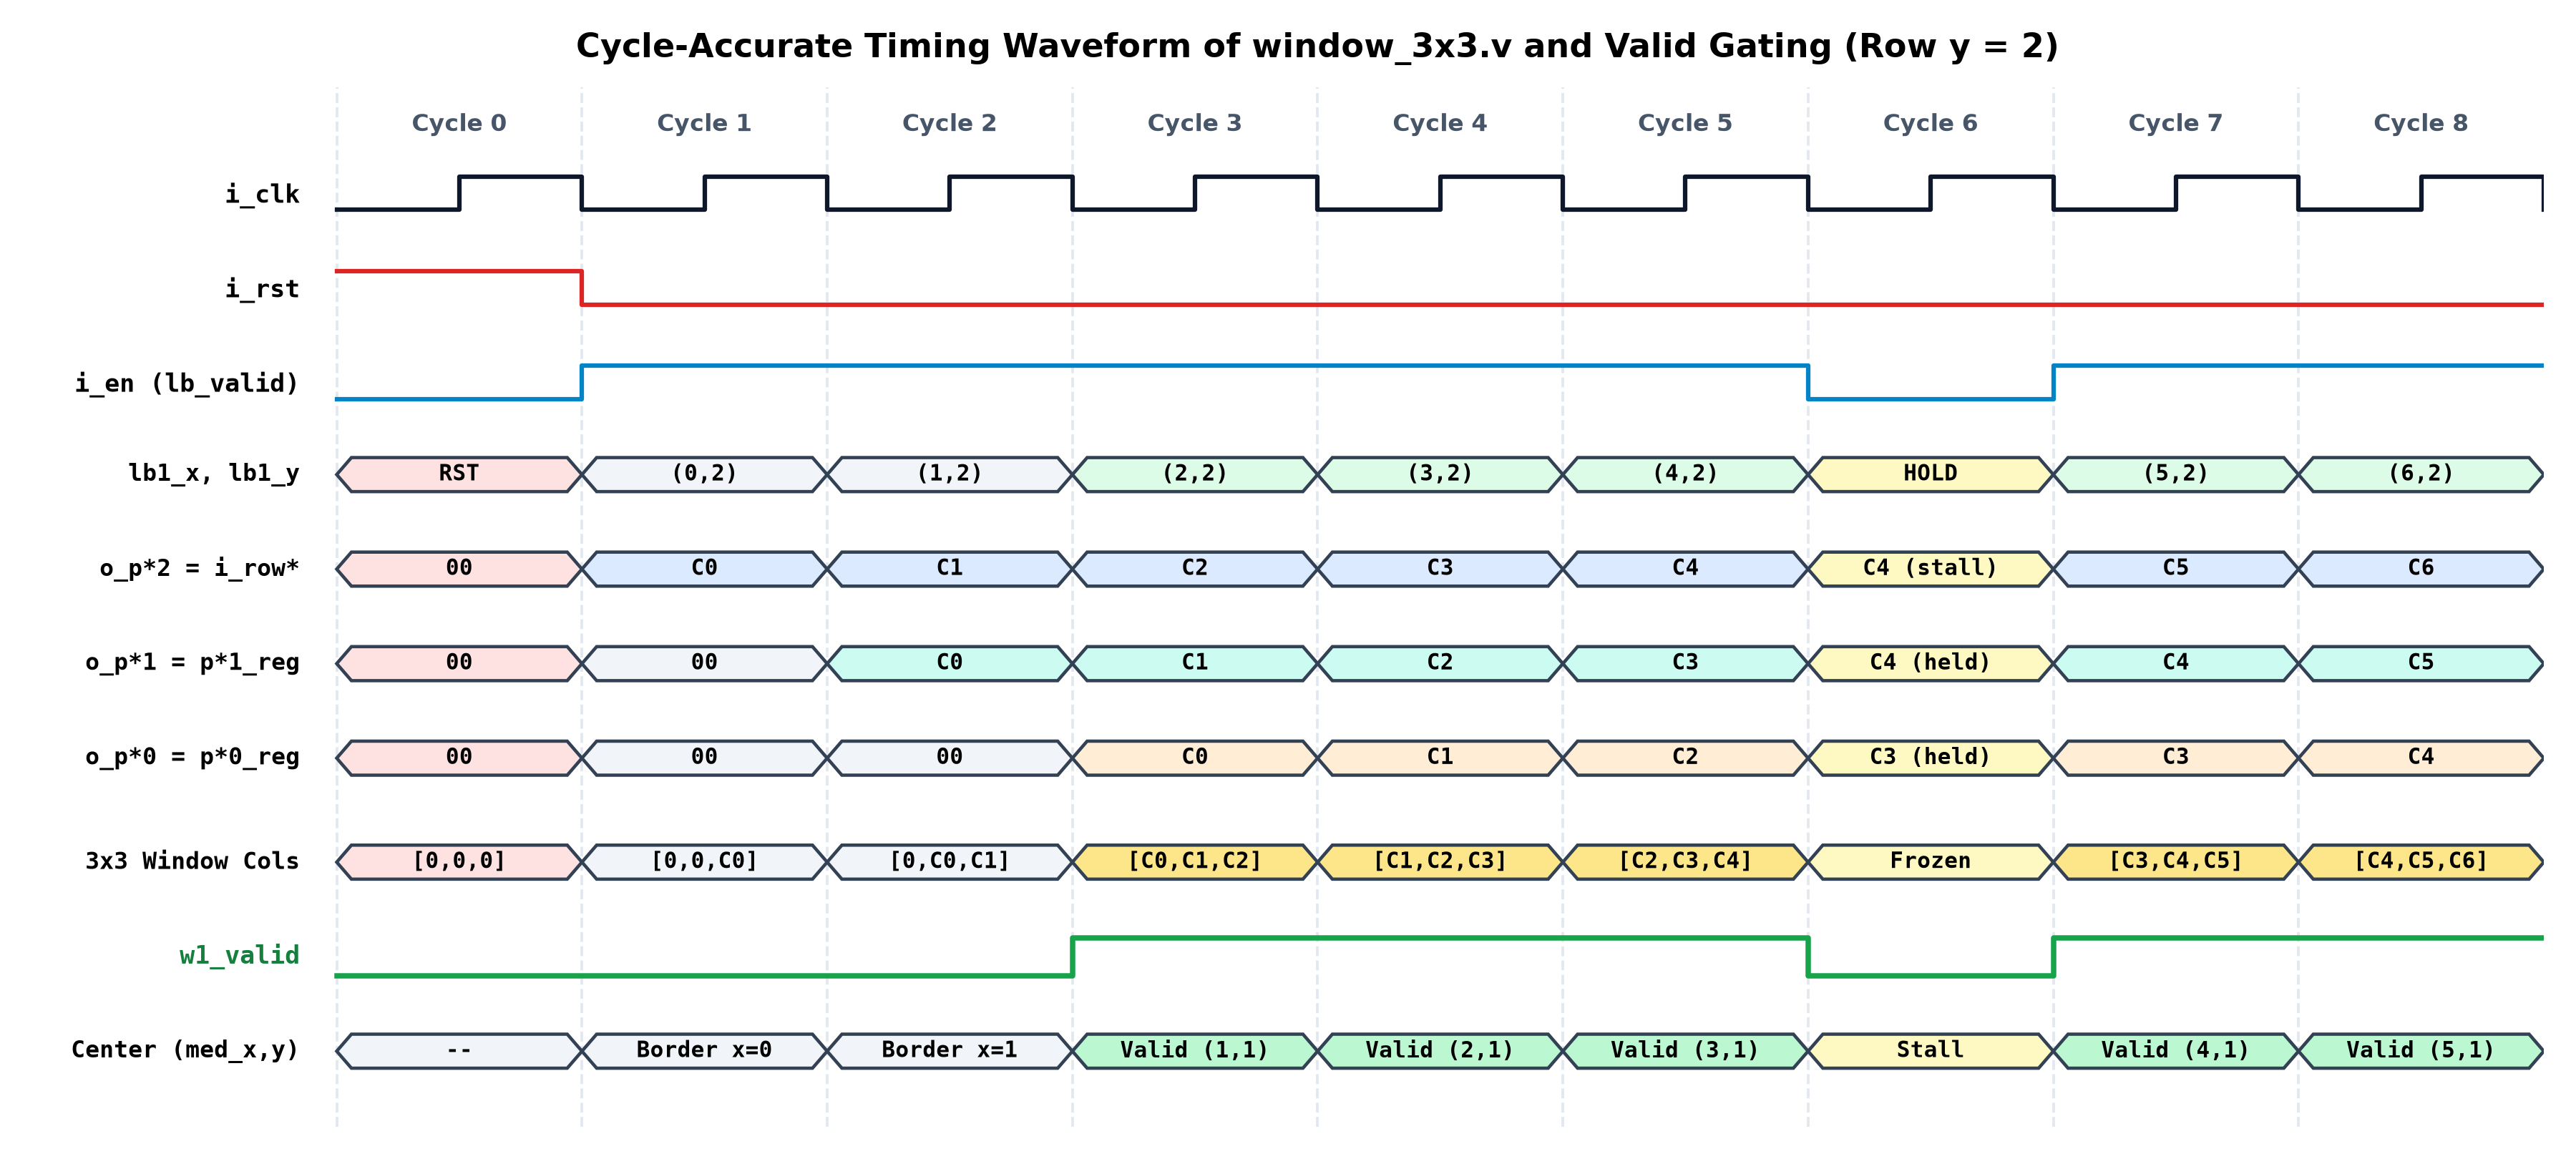 Cycle-Accurate Timing Waveform of window_3x3.v and Valid Gating (Row y = 2)
Cycle 0 Cycle 1 Cycle 2 Cycle 3 Cycle 4 Cycle 5 Cycle 6 Cycle 7 Cycle 8
i_clk
i_rst
i_en (lb_valid)
lb1_x, lb1_y RST (0,2) (1,2) (2,2) (3,2) (4,2) HOLD (5,2) (6,2)
o_p*2 = i_row* 00 C0 C1 C2 C3 C4 C4 (stall) C5 C6
o_p*1 = p*1_reg 00 00 C0 C1 C2 C3 C4 (held) C4 C5
o_p*0 = p*0_reg 00 00 00 C0 C1 C2 C3 (held) C3 C4
3x3 Window Cols [0,0,0] [0,0,C0] [0,C0,C1] [C0,C1,C2] [C1,C2,C3] [C2,C3,C4] Frozen [C3,C4,C5] [C4,C5,C6]
w1_valid
Center (med_x,y) -- Border x=0 Border x=1 Valid (1,1) Valid (2,1) Valid (3,1) Stall Valid (4,1) Valid (5,1)